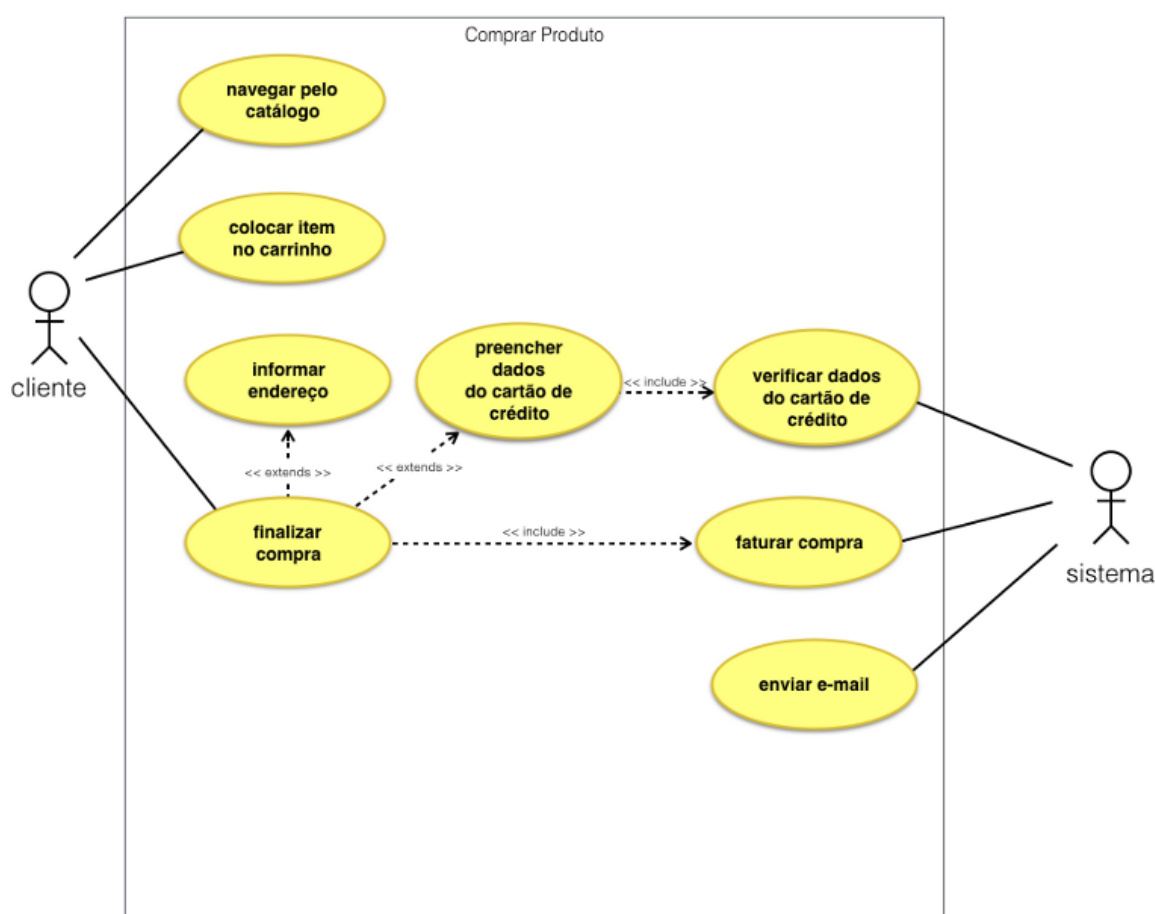 Comprar Produto
navegar pelo
catálogo
colocar item
no carrinho
cliente
informar
endereço
preencher
dados
do cartão de
crédito
<< include >>
verificar dados
do cartão de
crédito
<< extends >>
<< extends >>
finalizar
compra
<< include >>
faturar compra
sistema
enviar e-mail